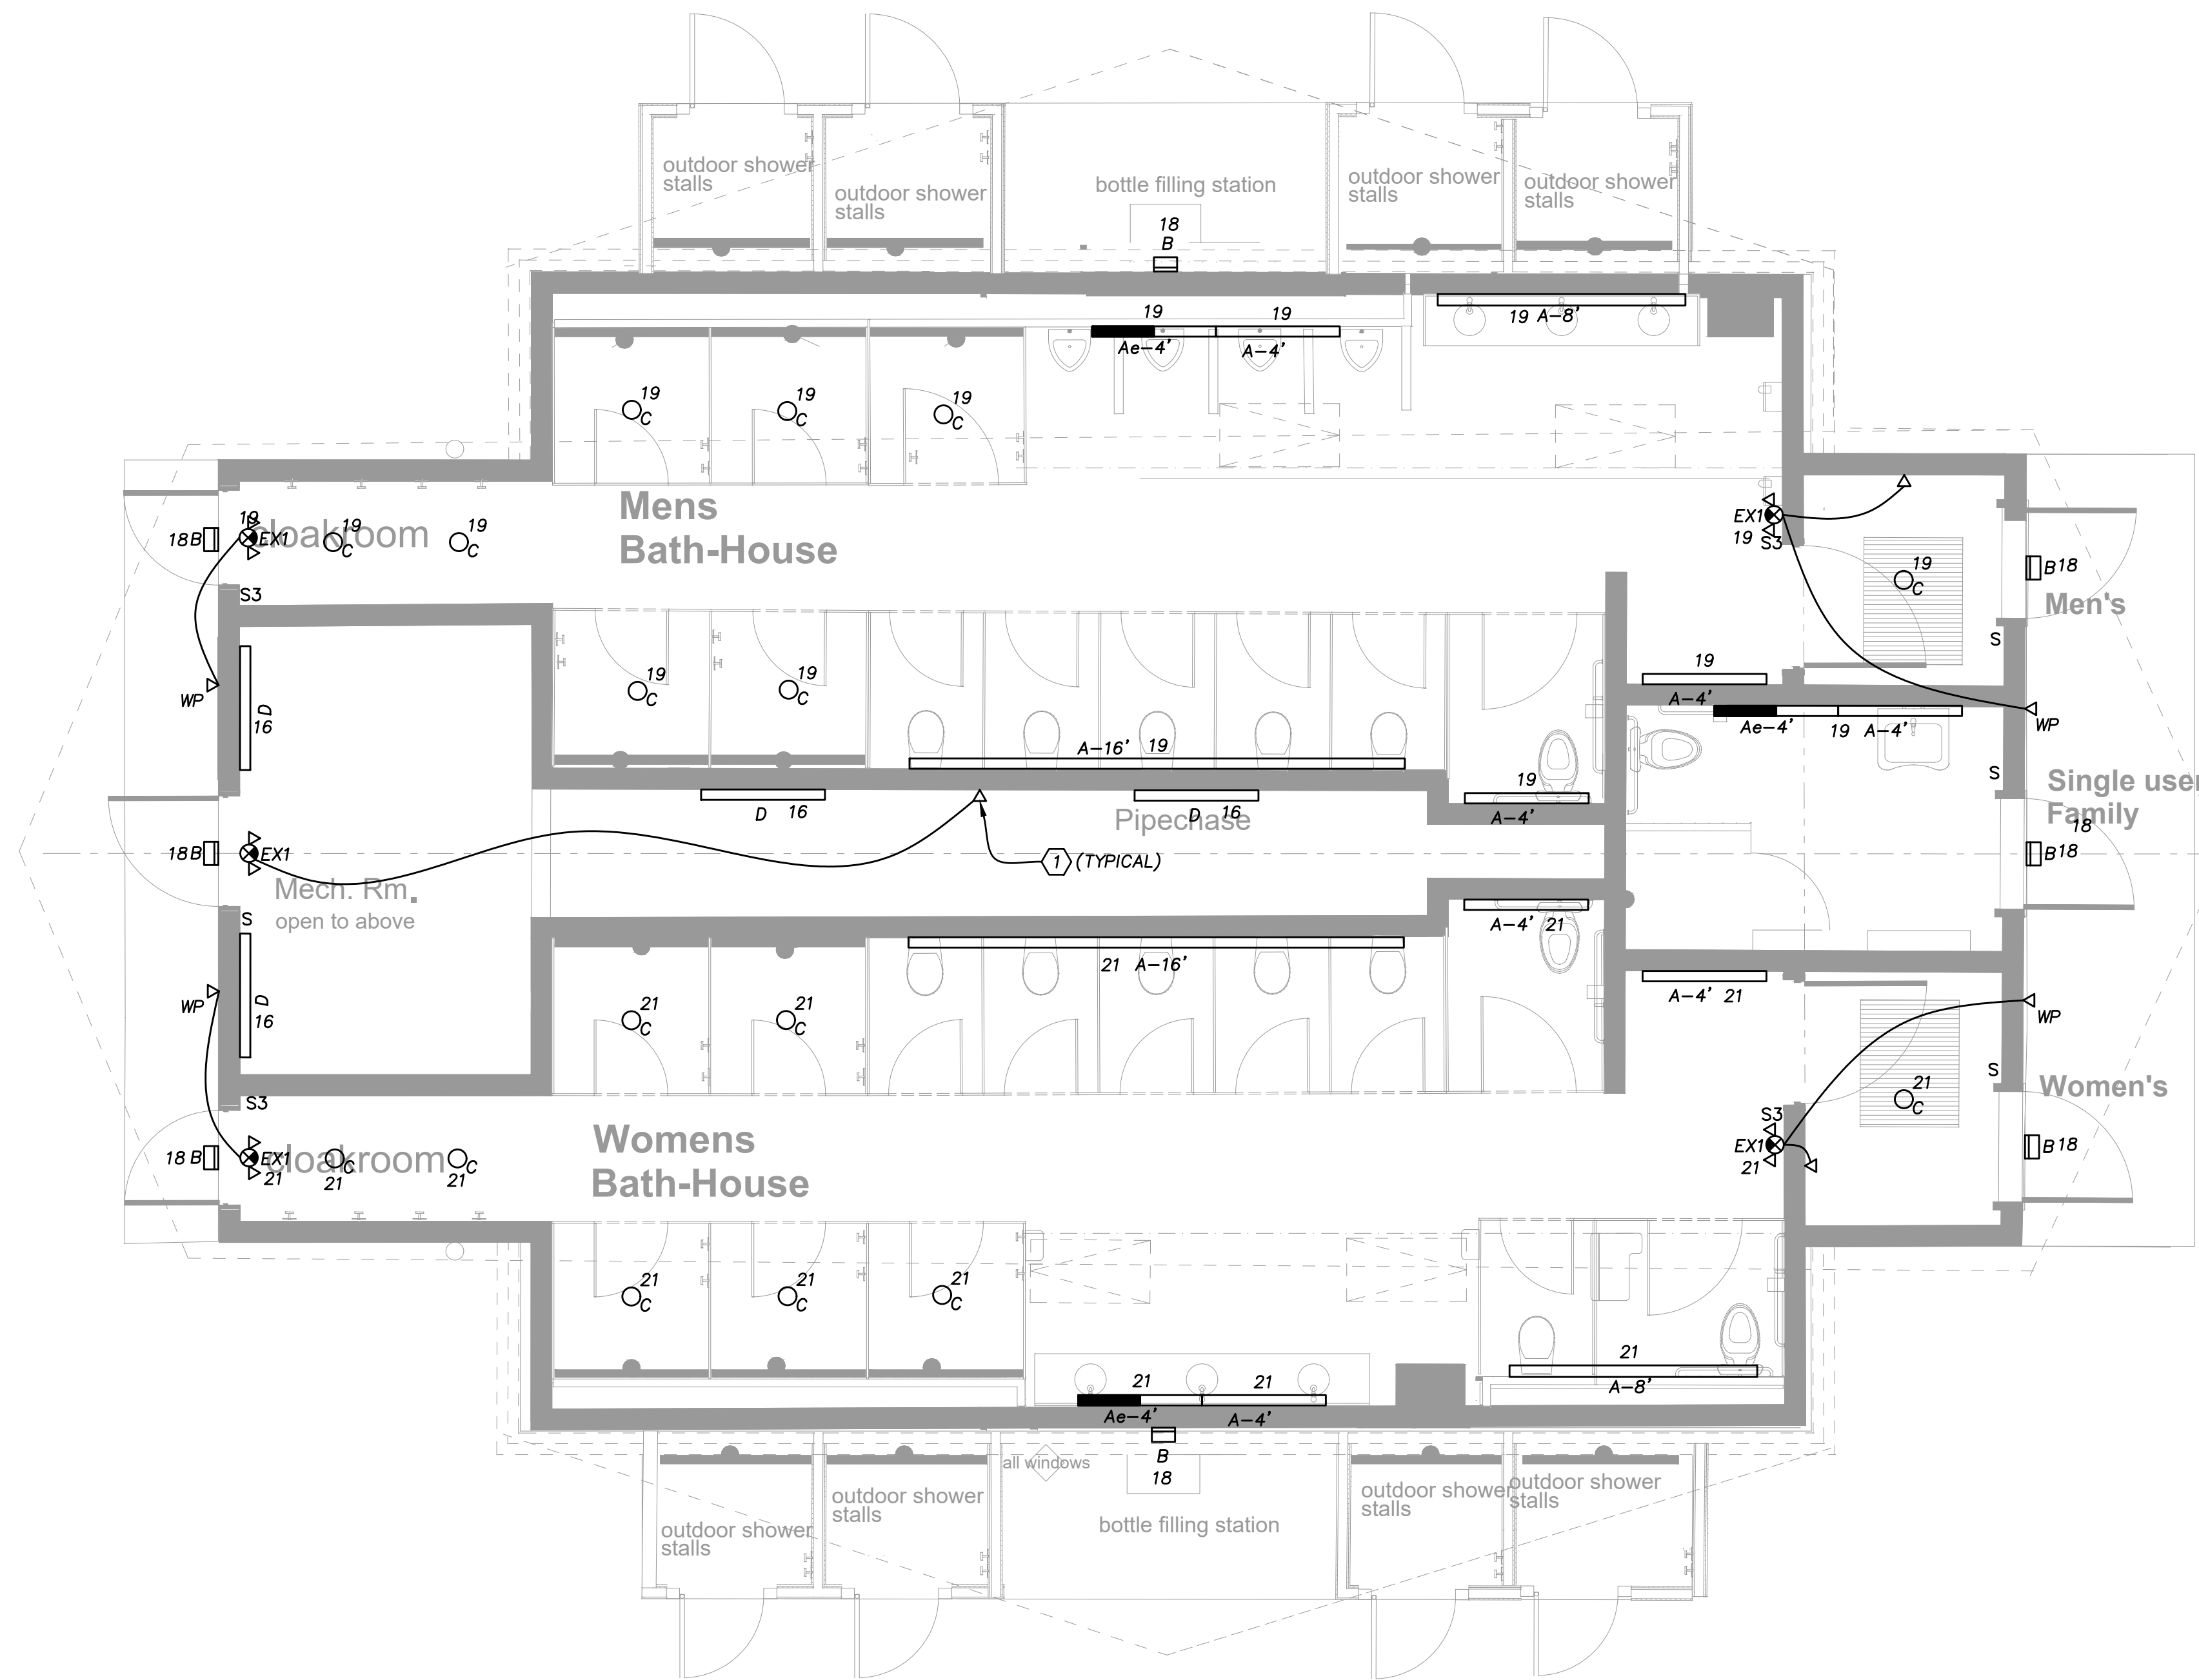 outdoor shower
stalls
outdoor shower
stalls
bottle filling station
outdoor shower
stalls
outdoor shower
stalls
18
B
19
19
19 A-8'
Ae-4'
A-4'
19
C
19
C
19
C
Mens
Bath-House
cloakroom
19
18 B
EX1
19
C
19
C
S3
EX1
19
S3
19
C
B 18
Men's
S
19
C
19
C
WP
D
16
A-16' 19
19
A-4'
19
A-4'
Ae-4'
19 A-4'
WP
S
Single user
Family
18
B 18
D 16
D 16
Pipechase
1 (TYPICAL)
18 B
EX1
Mech. Rm.
open to above
S
WP
D
16
A-4' 21
21 A-16'
A-4' 21
WP
21
C
21
C
S
21
C
Women's
S3
S3
EX1
21
B 18
18 B
EX1
21
cloakroom
C
21
C
21
Womens
Bath-House
21
C
21
C
21
C
21
21
Ae-4'
A-4'
21
A-8'
B
18
all windows
outdoor shower
stalls
outdoor shower
stalls
bottle filling station
outdoor shower
stalls
outdoor shower
stalls